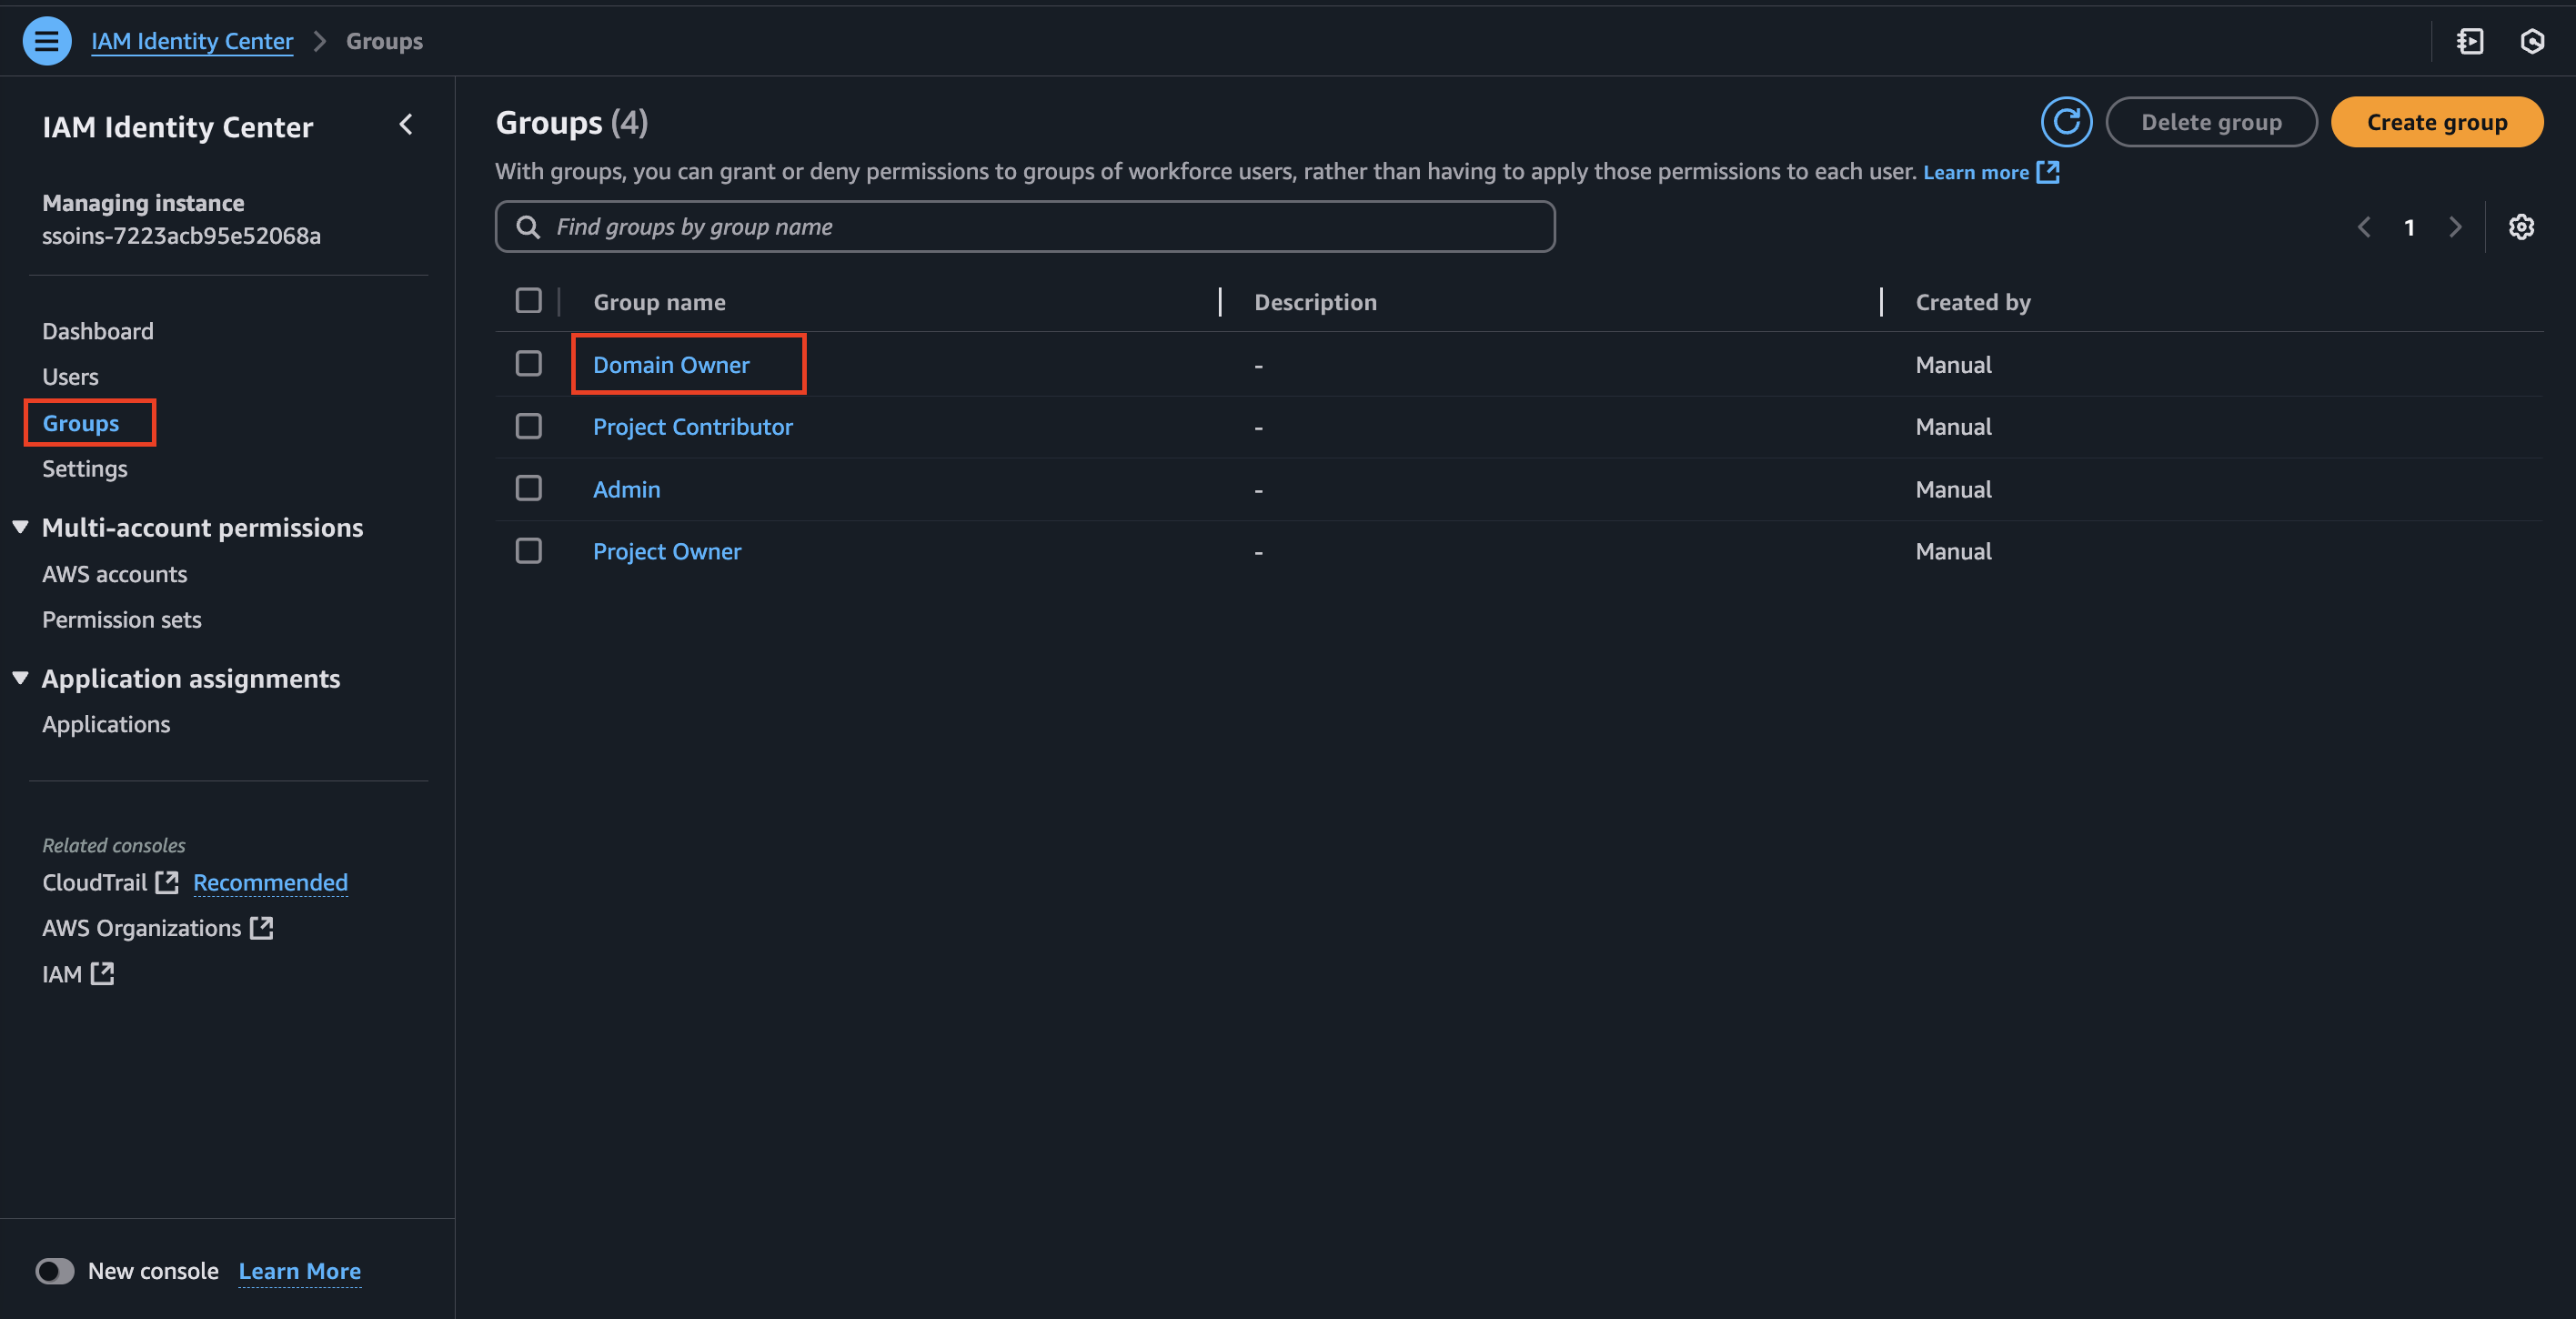 IAM Identity Center > Groups
IAM Identity Center
Managing instance
ssoins-7223acb95e52068a
Dashboard
Users
Groups
Settings
Multi-account permissions
AWS accounts
Permission sets
Application assignments
Applications
Related consoles
CloudTrail Recommended
AWS Organizations
IAM
New console Learn More
Groups (4)
Delete group
Create group
With groups, you can grant or deny permissions to groups of workforce users, rather than having to apply those permissions to each user. Learn more
Find groups by group name
1
Group name Description Created by
Domain Owner - Manual
Project Contributor - Manual
Admin - Manual
Project Owner - Manual